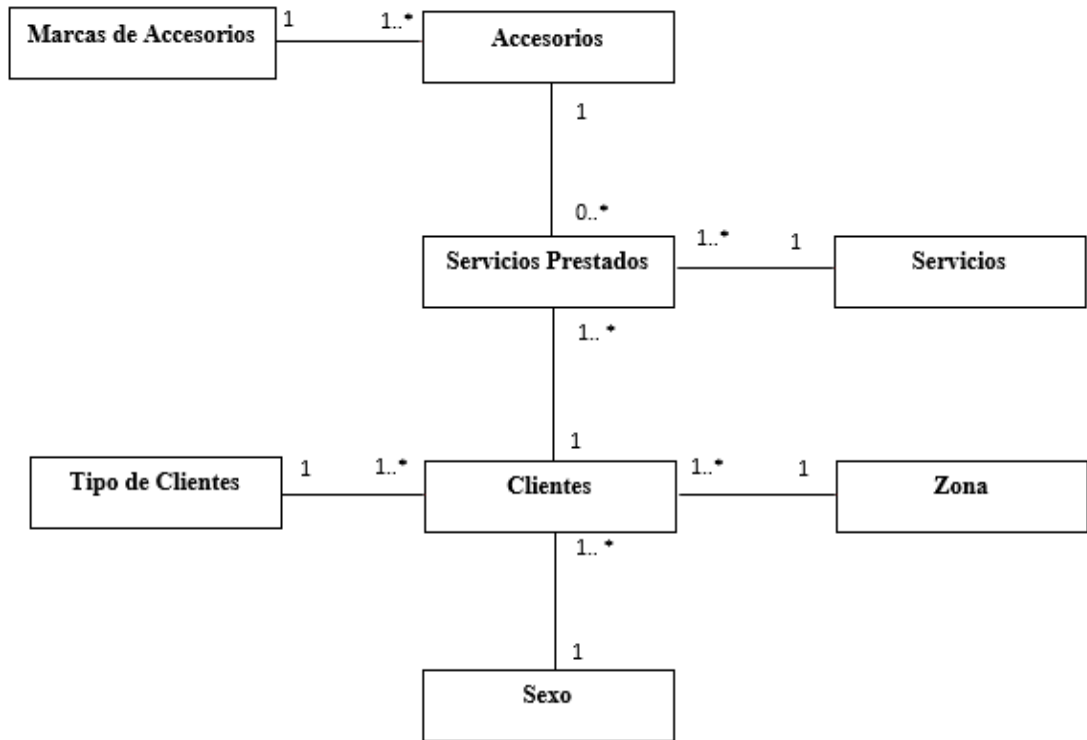 Marcas de Accesorios
1
1..*
Accesorios
1
0..*
Servicios Prestados
1..*
1
Servicios
1.. *
1
Tipo de Clientes
1
1..*
Clientes
1..*
1
Zona
1.. *
1
Sexo